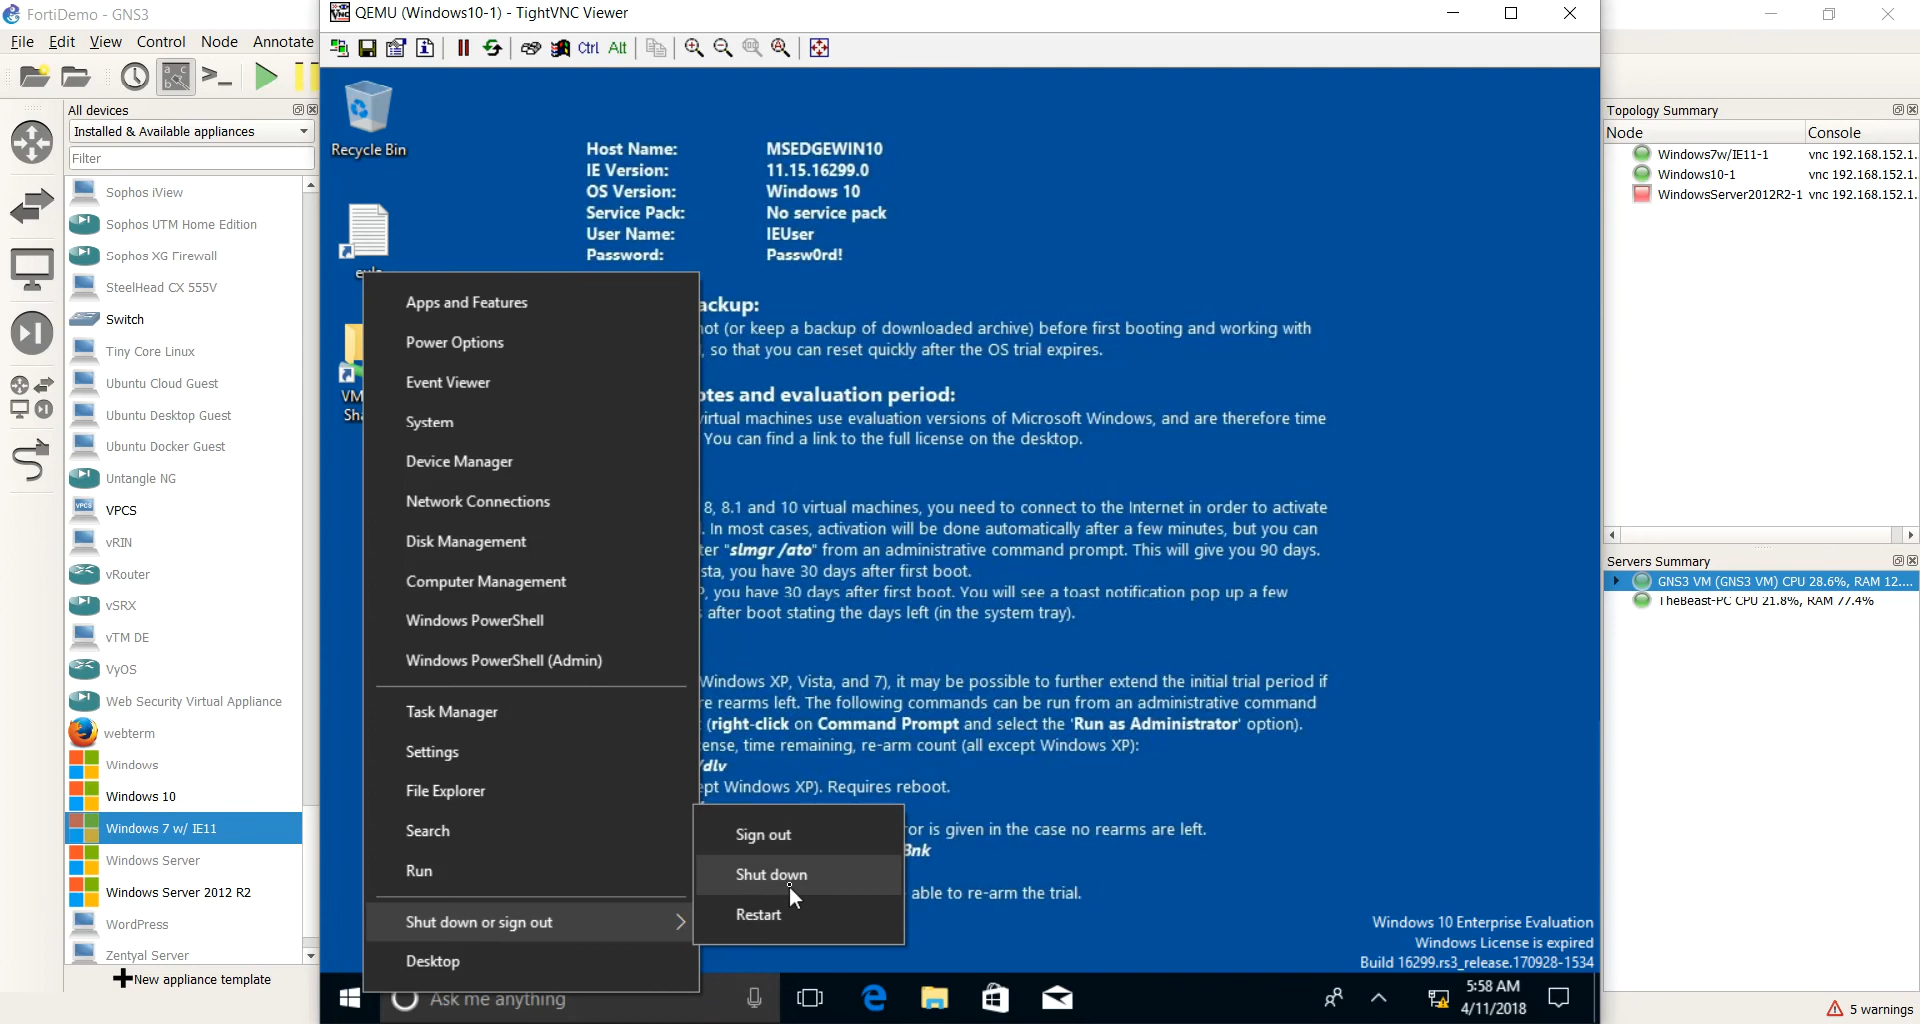 FortiDemo - GNS3
File Edit View Control Node Annotate
All devices
Installed & Available appliances
Filter
Sophos iView
Sophos UTM Home Edition
Sophos XG Firewall
SteelHead CX 555V
Switch
Tiny Core Linux
Ubuntu Cloud Guest
Ubuntu Desktop Guest
Ubuntu Docker Guest
Untangle NG
VPCS
vRIN
vRouter
vSRX
vTM DE
VyOS
Web Security Virtual Appliance
webterm
Windows
Windows 10
Windows 7 w/ IE11
Windows Server
Windows Server 2012 R2
WordPress
Zentyal Server
New appliance template
QEMU (Windows10-1) - TightVNC Viewer
Ctrl Alt
Recycle Bin
Host Name: MSEDGEWIN10
IE Version: 11.15.16299.0
OS Version: Windows 10
Service Pack: No service pack
User Name: IEUser
Password: Passw0rd!
ackup:
ot (or keep a backup of downloaded archive) before first booting and working with
, so that you can reset quickly after the OS trial expires.
otes and evaluation period:
virtual machines use evaluation versions of Microsoft Windows, and are therefore time
You can find a link to the full license on the desktop.
8, 8.1 and 10 virtual machines, you need to connect to the Internet in order to activate
. In most cases, activation will be done automatically after a few minutes, but you can
ter "slmgr /ato" from an administrative command prompt. This will give you 90 days.
sta, you have 30 days after first boot.
P, you have 30 days after first boot. You will see a toast notification pop up a few
after boot stating the days left (in the system tray).
Windows XP, Vista, and 7), it may be possible to further extend the initial trial period if
re rearms left. The following commands can be run from an administrative command
(right-click on Command Prompt and select the 'Run as Administrator' option).
ense, time remaining, re-arm count (all except Windows XP):
/dlv
ept Windows XP). Requires reboot.
or is given in the case no rearms are left.
3nk
able to re-arm the trial.
VM
Sha
Apps and Features
Power Options
Event Viewer
System
Device Manager
Network Connections
Disk Management
Computer Management
Windows PowerShell
Windows PowerShell (Admin)
Task Manager
Settings
File Explorer
Search
Run
Shut down or sign out
Desktop
Sign out
Shut down
Restart
Windows 10 Enterprise Evaluation
Windows License is expired
Build 16299.rs3_release.170928-1534
Ask me anything
5:58 AM
4/11/2018
Topology Summary
Node Console
Windows7w/IE11-1 vnc 192.168.152.1.
Windows10-1 vnc 192.168.152.1.
WindowsServer2012R2-1 vnc 192.168.152.1.
Servers Summary
GNS3 VM (GNS3 VM) CPU 28.6%, RAM 12....
TheBeast-PC CPU 21.8%, RAM 77.4%
5 warnings